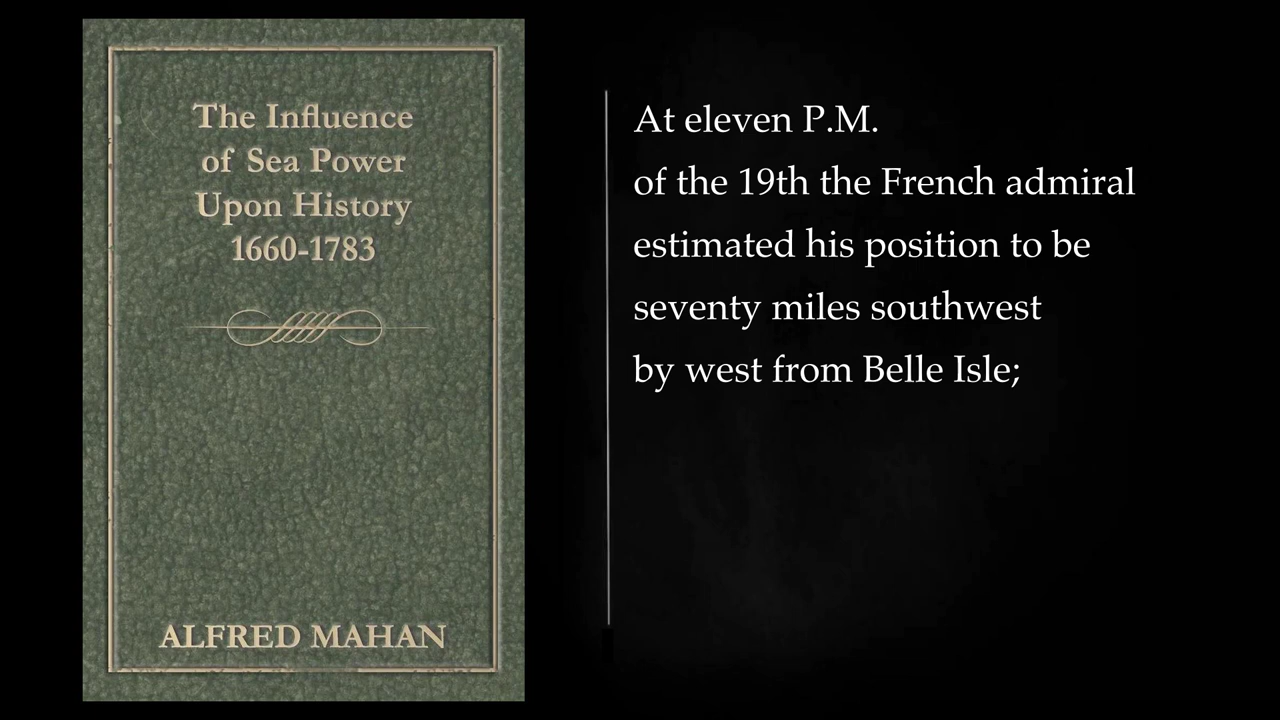 The Influence
of Sea Power
Upon History
1660-1783
ALFRED MAHAN
At eleven P.M.
of the 19th the French admiral
estimated his position to be
seventy miles southwest
by west from Belle Isle;